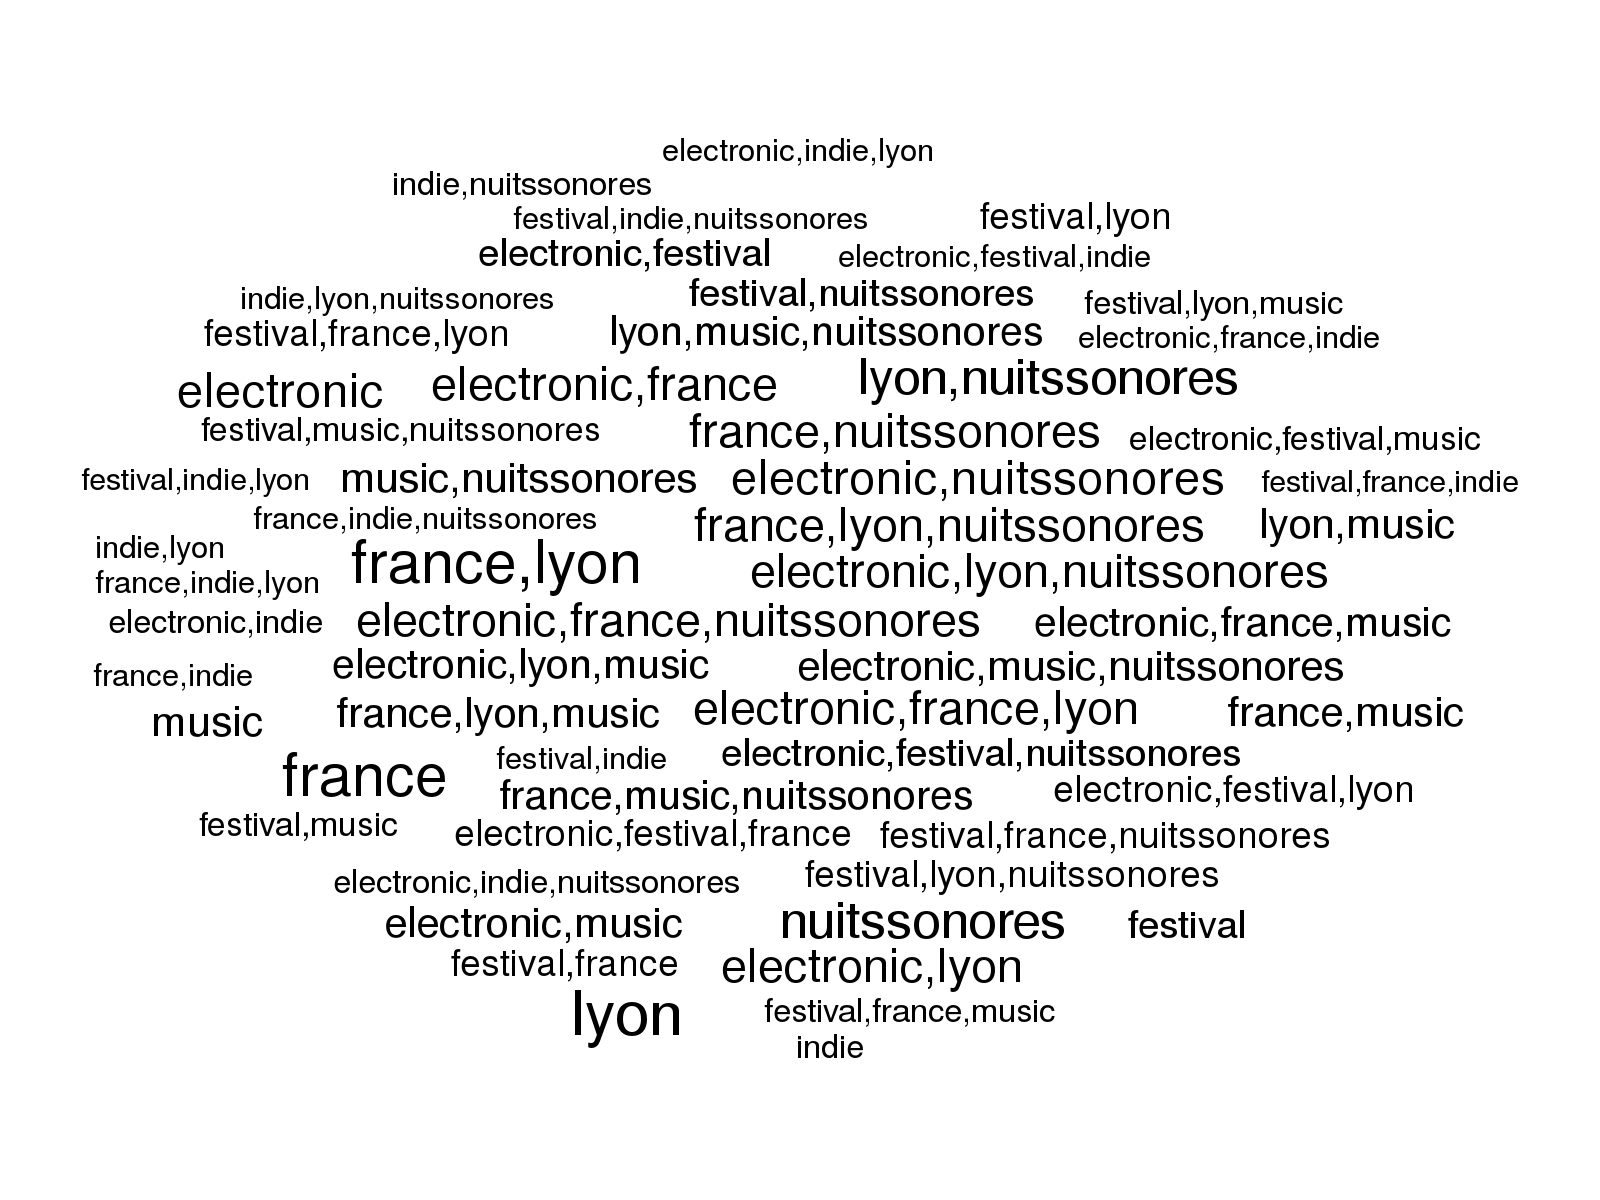 electronic,indie,lyon
indie,nuitssonores
festival,indie,nuitssonores festival,lyon
electronic,festival electronic,festival,indie
indie,lyon,nuitssonores festival,nuitssonores festival,lyon,music
festival,france,lyon lyon,music,nuitssonores electronic,france,indie
electronic electronic,france lyon,nuitssonores
festival,music,nuitssonores france,nuitssonores electronic,festival,music
festival,indie,lyon music,nuitssonores electronic,nuitssonores festival,france,indie
france,indie,nuitssonores france,lyon,nuitssonores lyon,music
indie,lyon france,lyon electronic,lyon,nuitssonores
france,indie,lyon
electronic,indie electronic,france,nuitssonores electronic,france,music
france,indie electronic,lyon,music electronic,music,nuitssonores
music france,lyon,music electronic,france,lyon france,music
france festival,indie electronic,festival,nuitssonores
france,music,nuitssonores electronic,festival,lyon
festival,music electronic,festival,france festival,france,nuitssonores
electronic,indie,nuitssonores festival,lyon,nuitssonores
electronic,music nuitssonores festival
festival,france electronic,lyon
lyon festival,france,music
indie